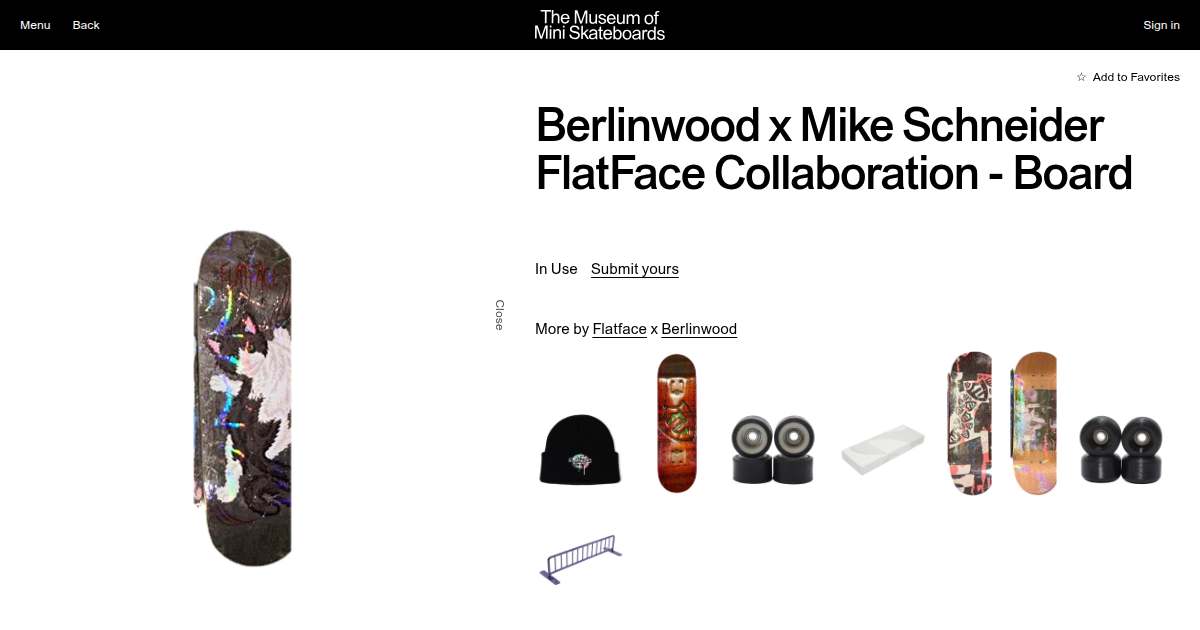 Menu
Back
The Museum of
Mini Skateboards
Sign in
☆ Add to Favorites
Berlinwood x Mike Schneider
FlatFace Collaboration - Board
In Use Submit yours
Close
More by Flatface x Berlinwood